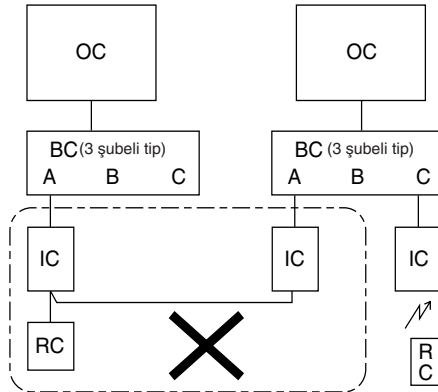 OC OC
BC (3 şubeli tip) BC (3 şubeli tip)
A B C A B C
IC IC IC
RC R
C